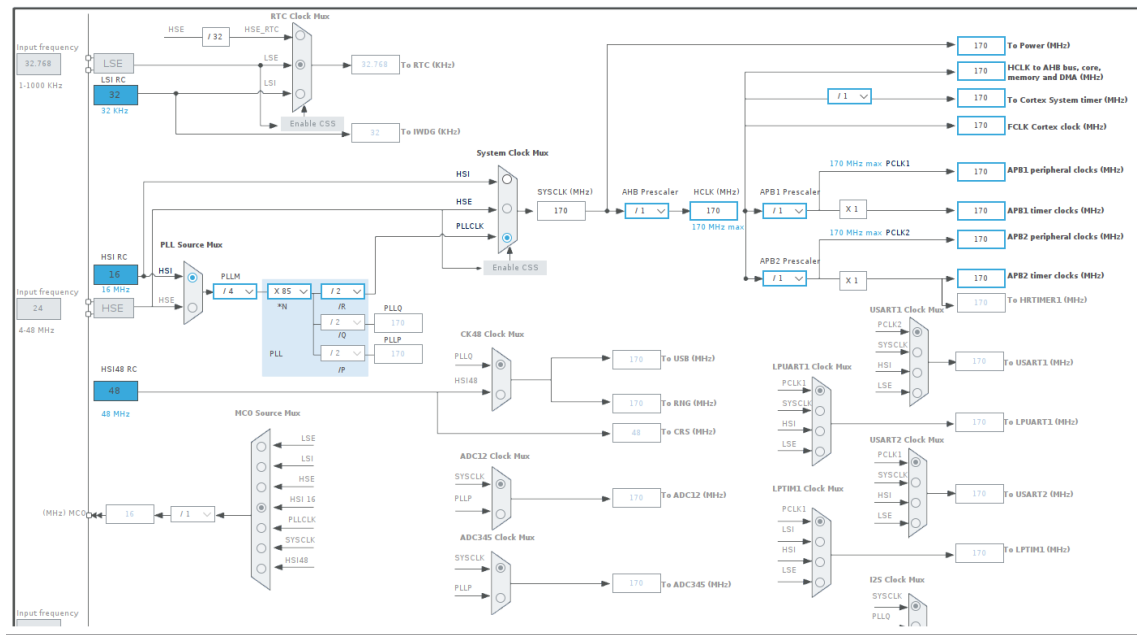 RTC Clock Mux
HSE
/ 32
HSE_RTC
Input frequency
32.768
1-1000 KHz
LSE
LSE
32.768
To RTC (KHz)
LSI RC
32
32 KHz
LSI
Enable CSS
32
To IWDG (KHz)
170
To Power (MHz)
170
HCLK to AHB bus, core,
memory and DMA (MHz)
/ 1
170
To Cortex System timer (MHz)
170
FCLK Cortex clock (MHz)
System Clock Mux
HSI
HSE
PLLCLK
Enable CSS
SYSCLK (MHz)
170
AHB Prescaler
/ 1
HCLK (MHz)
170
170 MHz max
APB1 Prescaler
/ 1
170 MHz max PCLK1
X 1
170
APB1 peripheral clocks (MHz)
170
APB1 timer clocks (MHz)
APB2 Prescaler
/ 1
170 MHz max PCLK2
X 1
170
APB2 peripheral clocks (MHz)
170
APB2 timer clocks (MHz)
170
To HRTIMER1 (MHz)
PLL Source Mux
HSI RC
16
16 MHz
HSI
Input frequency
24
4-48 MHz
HSE
HSE
PLLM
/ 4
X 85
*N
/ 2
/R
/ 2
/Q
PLLQ
170
PLL
/ 2
/P
PLLP
170
HSI48 RC
48
48 MHz
CK48 Clock Mux
PLLQ
HSI48
170
To USB (MHz)
170
To RNG (MHz)
48
To CRS (MHz)
MCO Source Mux
LSE
LSI
HSE
HSI 16
PLLCLK
SYSCLK
HSI48
(MHz) MCO
16
/ 1
ADC12 Clock Mux
SYSCLK
PLLP
170
To ADC12 (MHz)
ADC345 Clock Mux
SYSCLK
PLLP
170
To ADC345 (MHz)
USART1 Clock Mux
PCLK2
SYSCLK
HSI
LSE
170
To USART1 (MHz)
LPUART1 Clock Mux
PCLK1
SYSCLK
HSI
LSE
170
To LPUART1 (MHz)
USART2 Clock Mux
PCLK1
SYSCLK
HSI
LSE
170
To USART2 (MHz)
LPTIM1 Clock Mux
PCLK1
LSI
HSI
LSE
170
To LPTIM1 (MHz)
I2S Clock Mux
SYSCLK
PLLQ
Input frequency